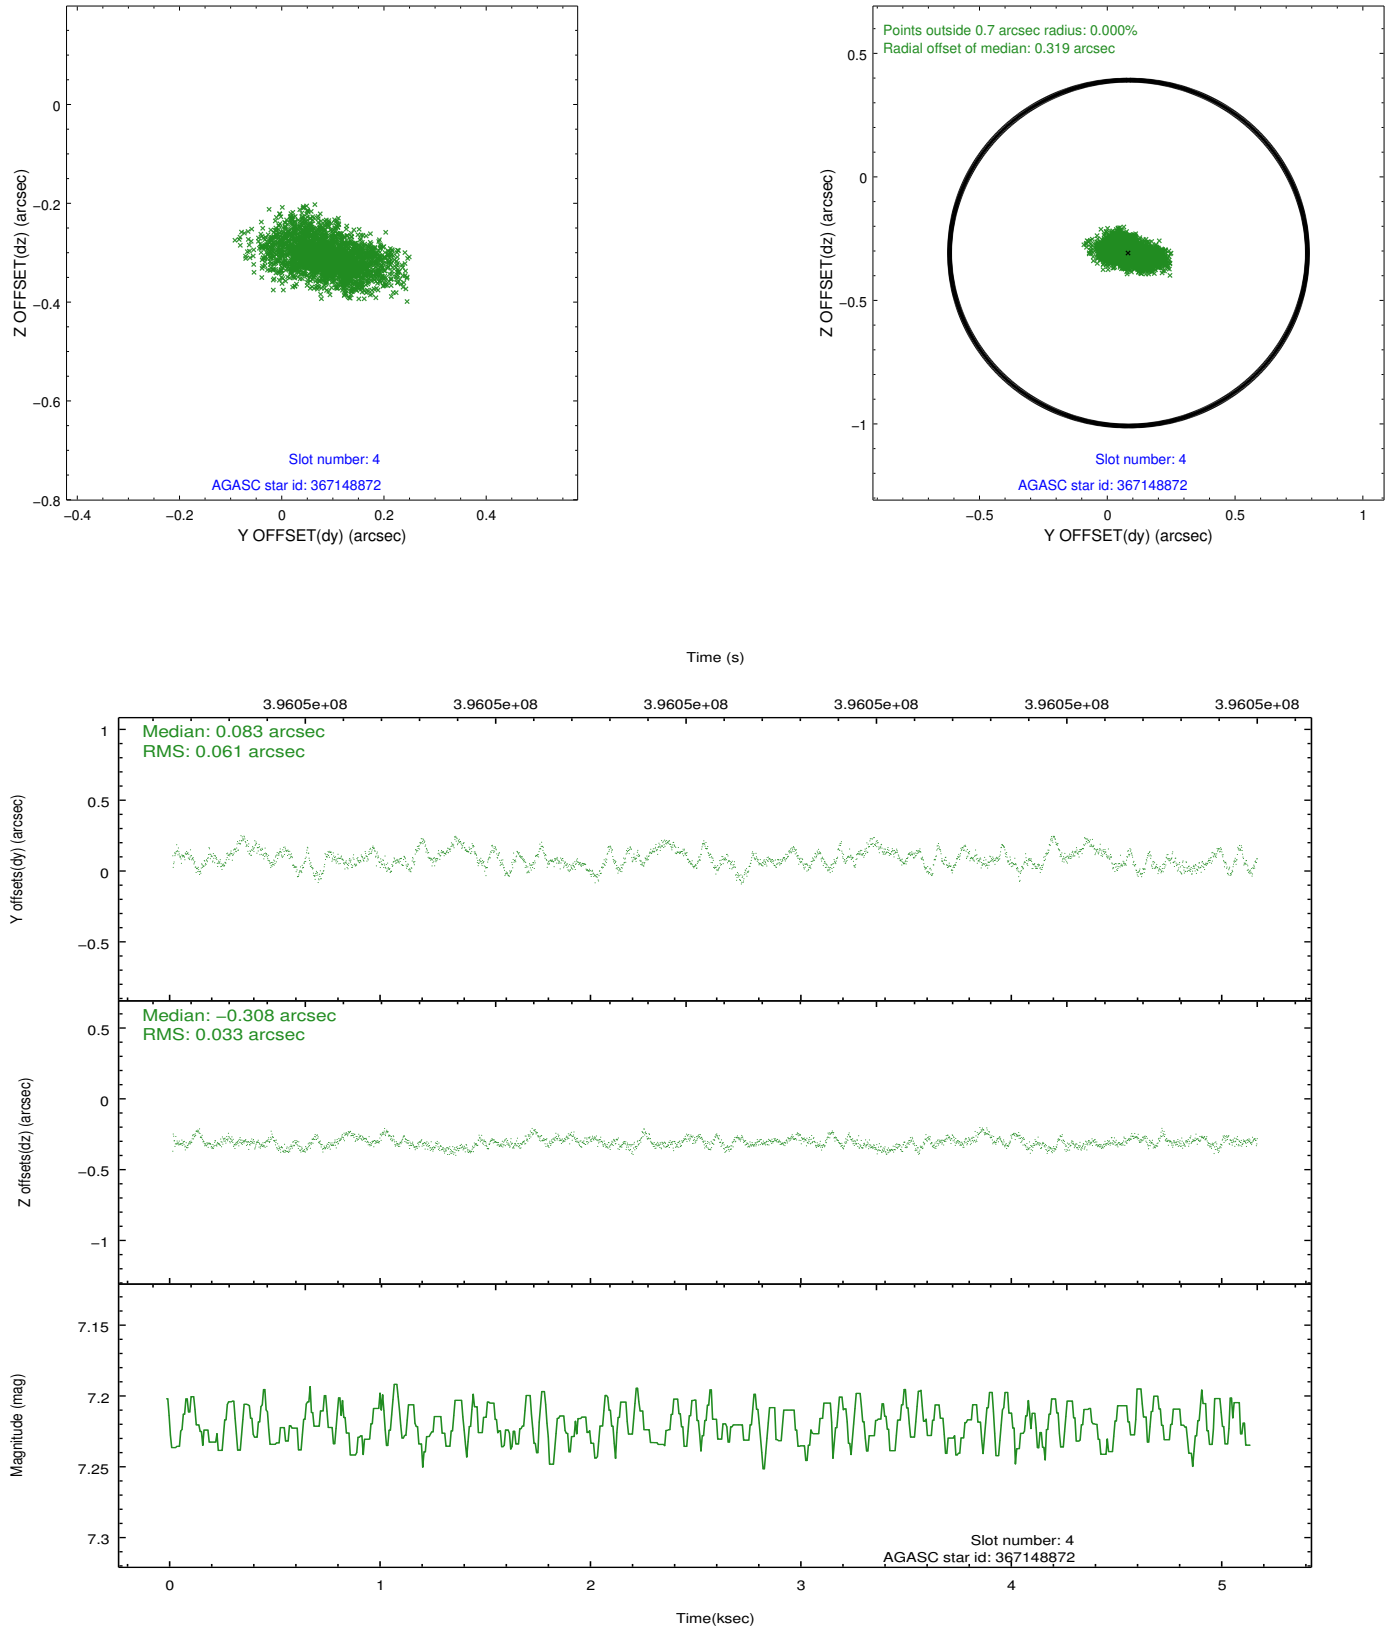 0
−0.2
−0.4
−0.6
−0.8
Z OFFSET(dz) (arcsec)
Slot number: 4
AGASC star id: 367148872
−0.4 −0.2 0 0.2 0.4
Y OFFSET(dy) (arcsec)
Points outside 0.7 arcsec radius: 0.000%
Radial offset of median: 0.319 arcsec
0.5
0
−0.5
−1
Z OFFSET(dz) (arcsec)
Slot number: 4
AGASC star id: 367148872
−0.5 0 0.5 1
Y OFFSET(dy) (arcsec)
Time (s)
3.9605e+08 3.9605e+08 3.9605e+08 3.9605e+08 3.9605e+08 3.9605e+08
Median: 0.083 arcsec
RMS: 0.061 arcsec
1
0.5
0
−0.5
Y offsets(dy) (arcsec)
Median: −0.308 arcsec
RMS: 0.033 arcsec
0.5
0
−0.5
−1
Z offsets(dz) (arcsec)
7.15
7.2
7.25
7.3
Magnitude (mag)
Slot number: 4
AGASC star id: 367148872
0 1 2 3 4 5
Time(ksec)